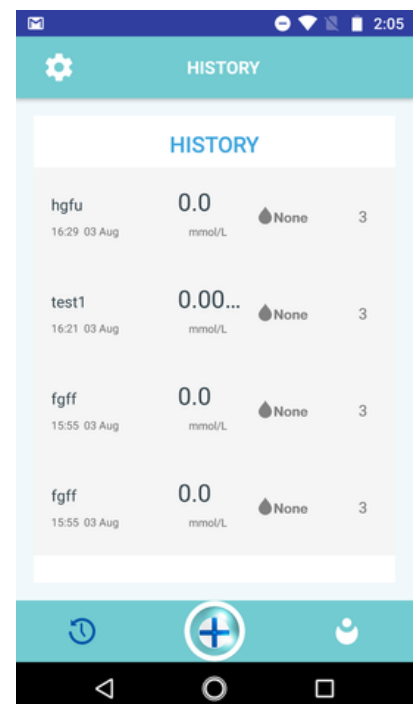 2:05
HISTORY
HISTORY
hgfu 0.0 None 3
16:29 03 Aug mmol/L
test1 0.00... None 3
16:21 03 Aug mmol/L
fgff 0.0 None 3
15:55 03 Aug mmol/L
fgff 0.0 None 3
15:55 03 Aug mmol/L